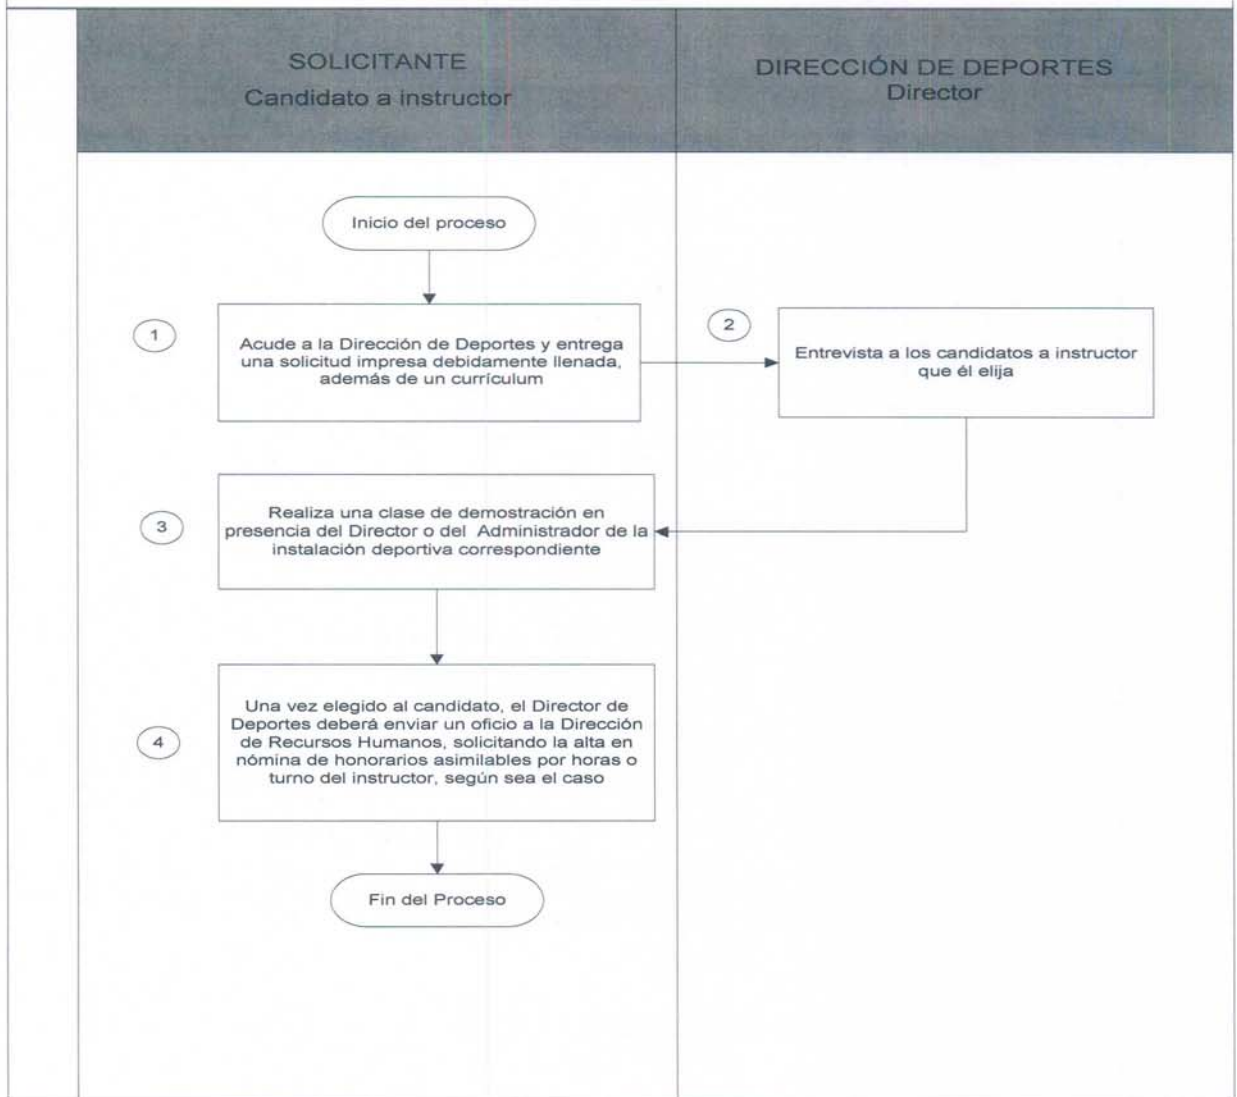 SOLICITANTE
Candidato a instructor
DIRECCIÓN DE DEPORTES
Director
Inicio del proceso
1
Acude a la Dirección de Deportes y entrega
una solicitud impresa debidamente llenada,
además de un currículum
2
Entrevista a los candidatos a instructor
que él elija
3
Realiza una clase de demostración en
presencia del Director o del Administrador de la
instalación deportiva correspondiente
4
Una vez elegido al candidato, el Director de
Deportes deberá enviar un oficio a la Dirección
de Recursos Humanos, solicitando la alta en
nómina de honorarios asimilables por horas o
turno del instructor, según sea el caso
Fin del Proceso